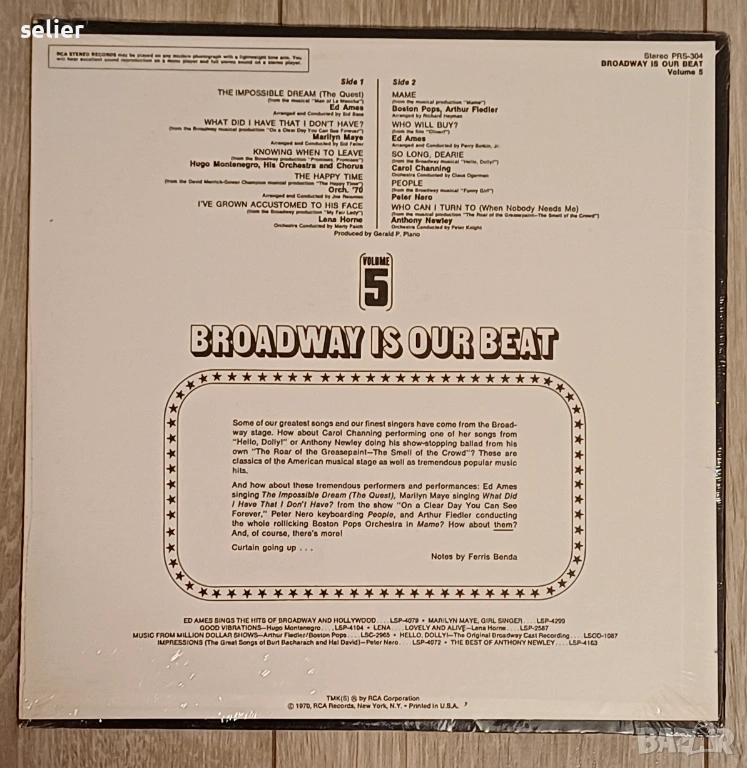 selier
RCA STEREO RECORDS may be played on any modern phonograph with a lightweight tone arm. You
will hear excellent sound reproduction on a mono player and full stereo sound on a stereo player.
Stereo PRS-304
BROADWAY IS OUR BEAT
Volume 5
Side 1
THE IMPOSSIBLE DREAM (The Quest)
(from the musical "Man of La Mancha")
Ed Ames
Arranged and Conducted by Sid Bass
WHAT DID I HAVE THAT I DON'T HAVE?
(from the Broadway musical production "On a Clear Day You Can See Forever")
Marilyn Maye
Arranged and Conducted by Sid Feller
KNOWING WHEN TO LEAVE
(from the Broadway production "Promises, Promises")
Hugo Montenegro, His Orchestra and Chorus
THE HAPPY TIME
(from the David Merrick-Gower Champion musical production "The Happy Time")
Orch. '70
Arranged and Conducted by Joe Reisman
I'VE GROWN ACCUSTOMED TO HIS FACE
(from the Broadway production "My Fair Lady")
Lena Horne
Orchestra Conducted by Marty Paich
Side 2
MAME
(from the musical production "Mame")
Boston Pops, Arthur Fiedler
Arranged by Richard Hayman
WHO WILL BUY?
(from the film "Oliver!")
Ed Ames
Arranged and Conducted by Perry Botkin, Jr.
SO LONG, DEARIE
(from the Broadway musical "Hello, Dolly!")
Carol Channing
Orchestra Conducted by Claus Ogerman
PEOPLE
(from the Broadway musical "Funny Girl")
Peter Nero
WHO CAN I TURN TO (When Nobody Needs Me)
(from the musical production "The Roar of the Greasepaint—The Smell of the Crowd")
Anthony Newley
Orchestra Conducted by Peter Knight
Produced by Gerald P. Piano
VOLUME
5
BROADWAY IS OUR BEAT
Some of our greatest songs and our finest singers have come from the Broad-
way stage. How about Carol Channing performing one of her songs from
"Hello, Dolly!" or Anthony Newley doing his show-stopping ballad from his
own "The Roar of the Greasepaint—The Smell of the Crowd"? These are
classics of the American musical stage as well as tremendous popular music
hits.
And how about these tremendous performers and performances: Ed Ames
singing The Impossible Dream (The Quest), Marilyn Maye singing What Did
I Have That I Don't Have? from the show "On a Clear Day You Can See
Forever," Peter Nero keyboarding People, and Arthur Fiedler conducting
the whole rollicking Boston Pops Orchestra in Mame? How about them?
And, of course, there's more!
Curtain going up . . .
Notes by Ferris Benda
ED AMES SINGS THE HITS OF BROADWAY AND HOLLYWOOD....LSP-4079 • MARILYN MAYE, GIRL SINGER....LSP-4299
GOOD VIBRATIONS—Hugo Montenegro....LSP-4104 • LENA....LOVELY AND ALIVE—Lena Horne....LSP-2587
MUSIC FROM MILLION DOLLAR SHOWS—Arthur Fiedler/Boston Pops....LSC-2965 • HELLO, DOLLY!—The Original Broadway Cast Recording....LSOD-1087
IMPRESSIONS (The Great Songs of Burt Bacharach and Hal David)—Peter Nero....LSP-4072 • THE BEST OF ANTHONY NEWLEY....LSP-4163
TMK(S) ® by RCA Corporation
© 1970, RCA Records, New York, N.Y. • Printed in U.S.A.
BAZAR